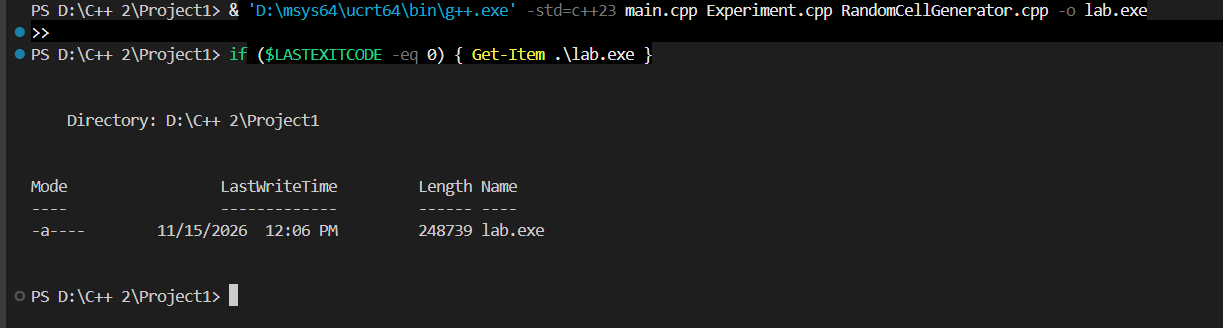 PS D:\C++ 2\Project1> & 'D:\msys64\ucrt64\bin\g++.exe' -std=c++23 main.cpp Experiment.cpp RandomCellGenerator.cpp -o lab.exe
>>
PS D:\C++ 2\Project1> if ($LASTEXITCODE -eq 0) { Get-Item .\lab.exe }
Directory: D:\C++ 2\Project1
Mode                LastWriteTime         Length Name
----                -------------         ------ ----
-a----        11/15/2026  12:06 PM         248739 lab.exe
PS D:\C++ 2\Project1>